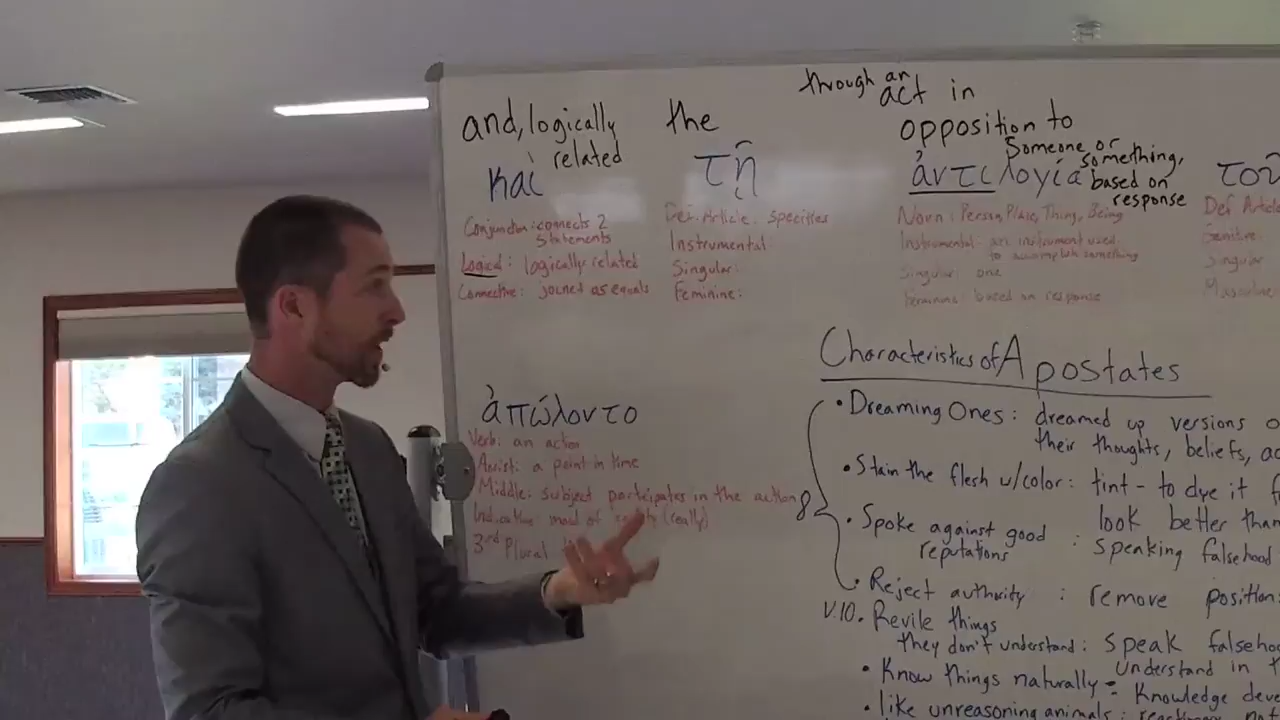 through an
act in
and, logically
related
the
opposition to
Someone or
something,
based on
response
καὶ
τῇ
ἀντιλογίᾳ
τοῦ
Conjunction: connects 2
Statements
Logical: logically related
Connective: joined as equals
Def. Article: specifies
Instrumental:
Singular:
Feminine:
Noun: Person, Place, Thing, Being
Instrumental: an instrument used
to accomplish something
Singular: one
Feminine: based on response
Def Article
Genitive
Singular
Masculine
ἀπώλοντο
Verb: an action
Aorist: a point in time
Middle: subject participates in the action
Indicative: mood of reality (really)
3rd Plural
Characteristics of Apostates
8
• Dreaming Ones: dreamed up versions o
their thoughts, beliefs, ac
• Stain the flesh w/color: tint - to dye it f
look better than
• Spoke against good
reputations : speaking falsehood
• Reject authority : remove position
V.10. Revile things
they don't understand: speak falsehoo
• Know things naturally = Understand in t
Knowledge deve
• like unreasoning animals: